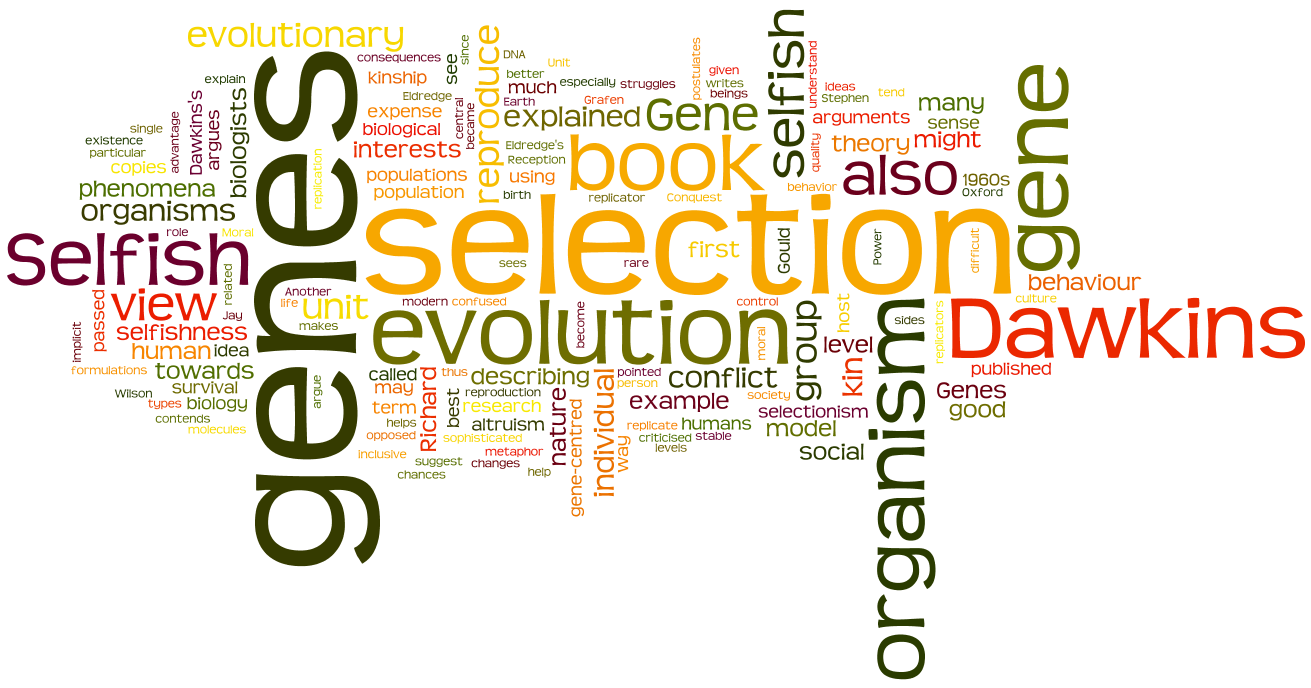 evolutionary
genes
selfish
reproduce
consequences
see
since
DNA
Unit
kinship
better
much
especially
struggles
postulates
given
writes
beings
understand
explain
Eldredge
central
became
Earth
Grafen
ideas
Stephen
tend
many
sense
gene
expense
explained
Gene
arguments
biological
interests
theory
might
quality
single
existence
particular
copies
advantage
Dawkins's
argues
biologists
replication
Eldredge's
Reception
using
book
also
1960s
Oxford
populations
population
phenomena
organisms
birth
replicator
Conquest
behavior
selection
Selfish
role
Moral
related
sees
rare
first
Gould
Power
difficult
behaviour
Another
life
unit
makes
modern
confused
control
culture
view
passed
Jay
implicit
selfishness
human
idea
evolution
become
moral
group
host
level
kin
organism
sides
replicators
Dawkins
published
formulations
towards
survival
Wilson
types
biology
contends
molecules
argue
called
may
thus
describing
pointed
person
conflict
Genes
good
term
helps
opposed
Richard
best
reproduction
research
altruism
sophisticated
nature
individual
way
example
society
selectionism
replicate
humans
model
criticised
stable
levels
social
inclusive
metaphor
suggest
changes
chances
help
gene-centred